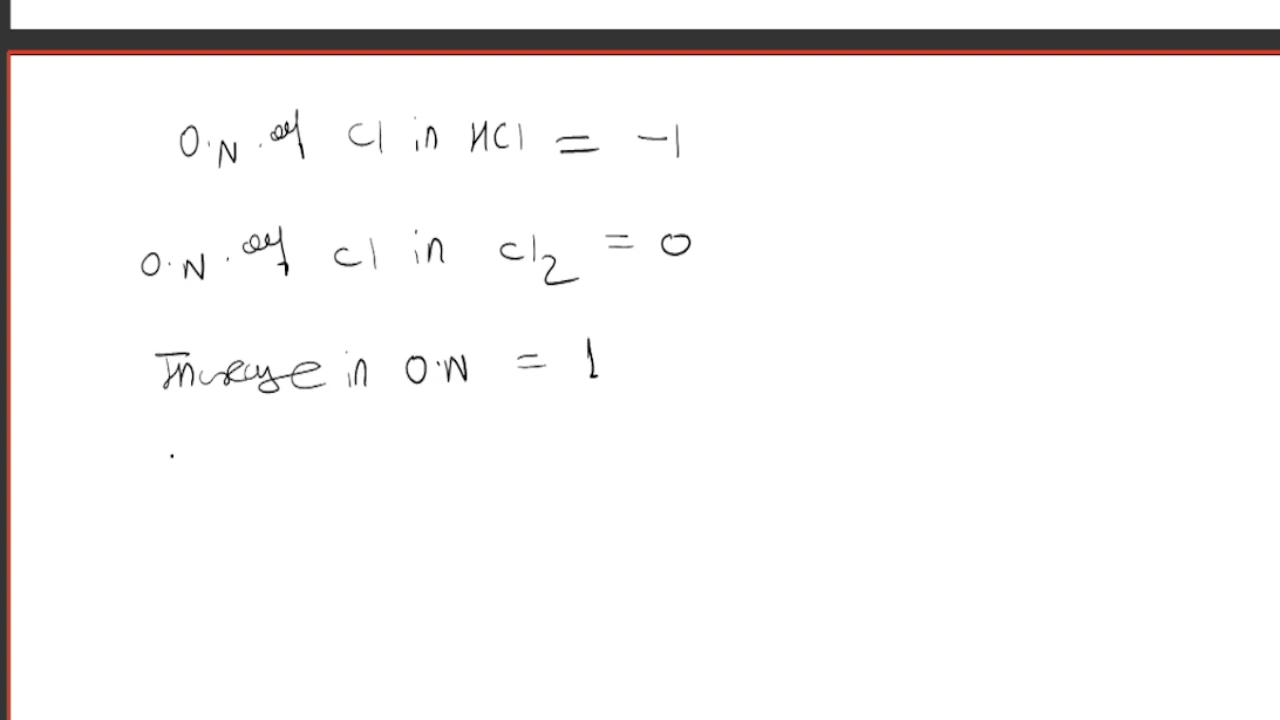 O.N. of Cl in HCl = -1
O.N. of Cl in Cl2 = 0
Increase in O.N = 1